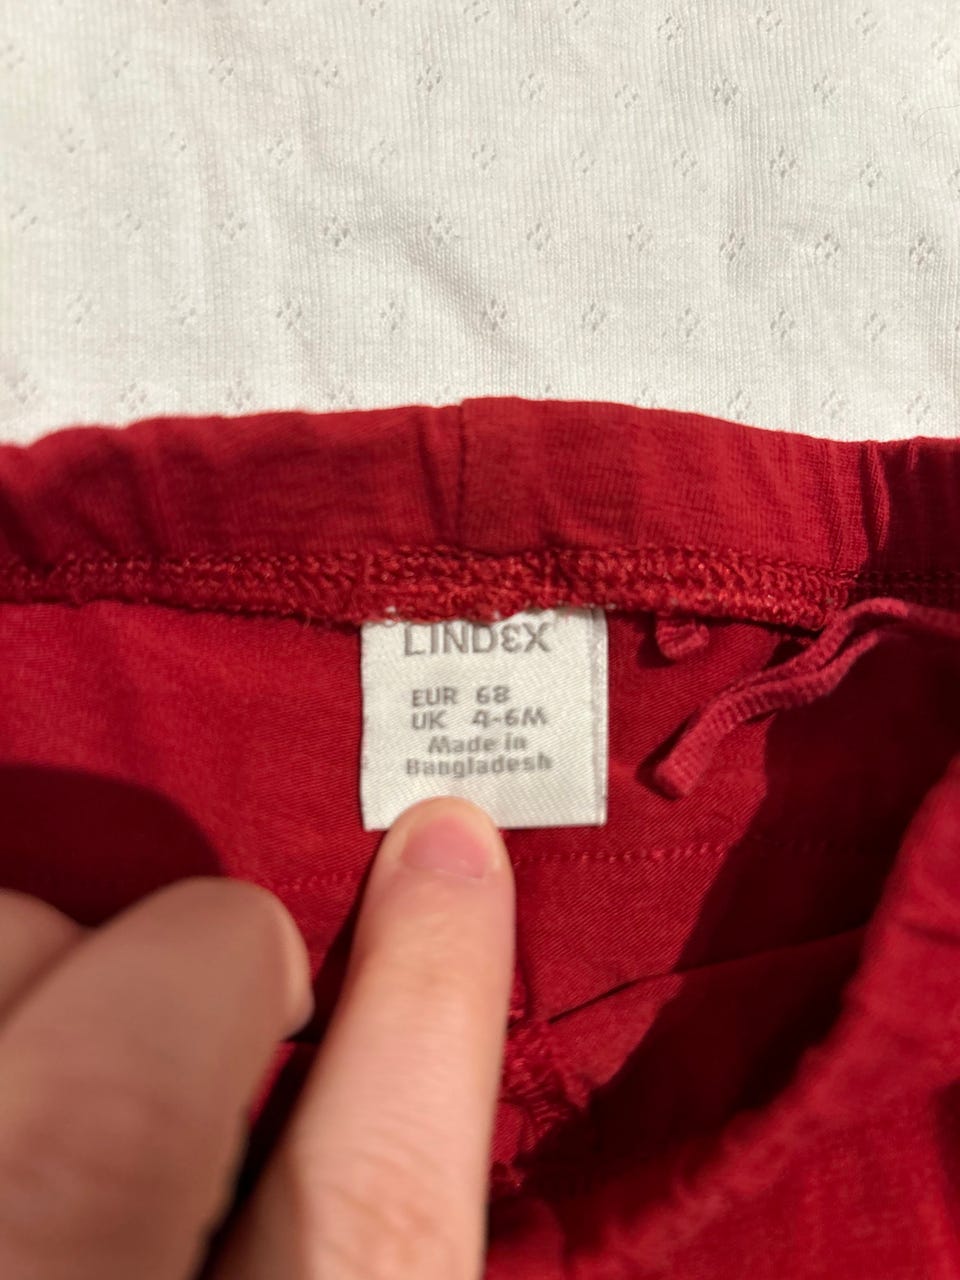 LINDEX
EUR 68
UK 4-6M
Made in
Bangladesh